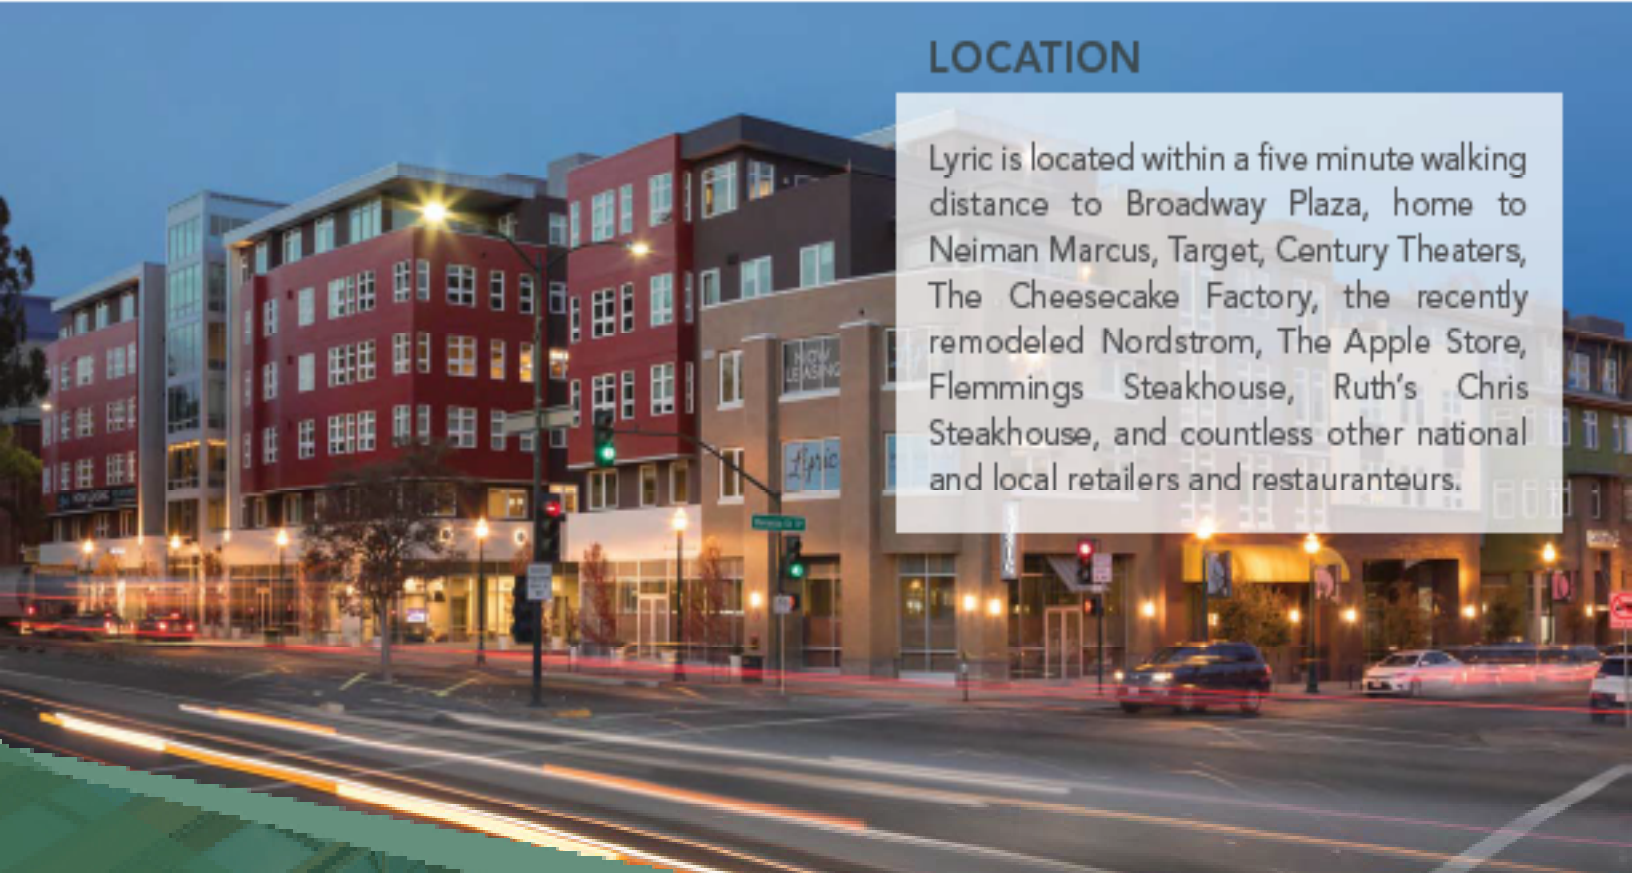 LOCATION
Lyric is located within a five minute walking
distance to Broadway Plaza, home to
Neiman Marcus, Target, Century Theaters,
The Cheesecake Factory, the recently
remodeled Nordstrom, The Apple Store,
Flemmings Steakhouse, Ruth's Chris
Steakhouse, and countless other national
and local retailers and restauranteurs.
NOW
LEASING
Lyric